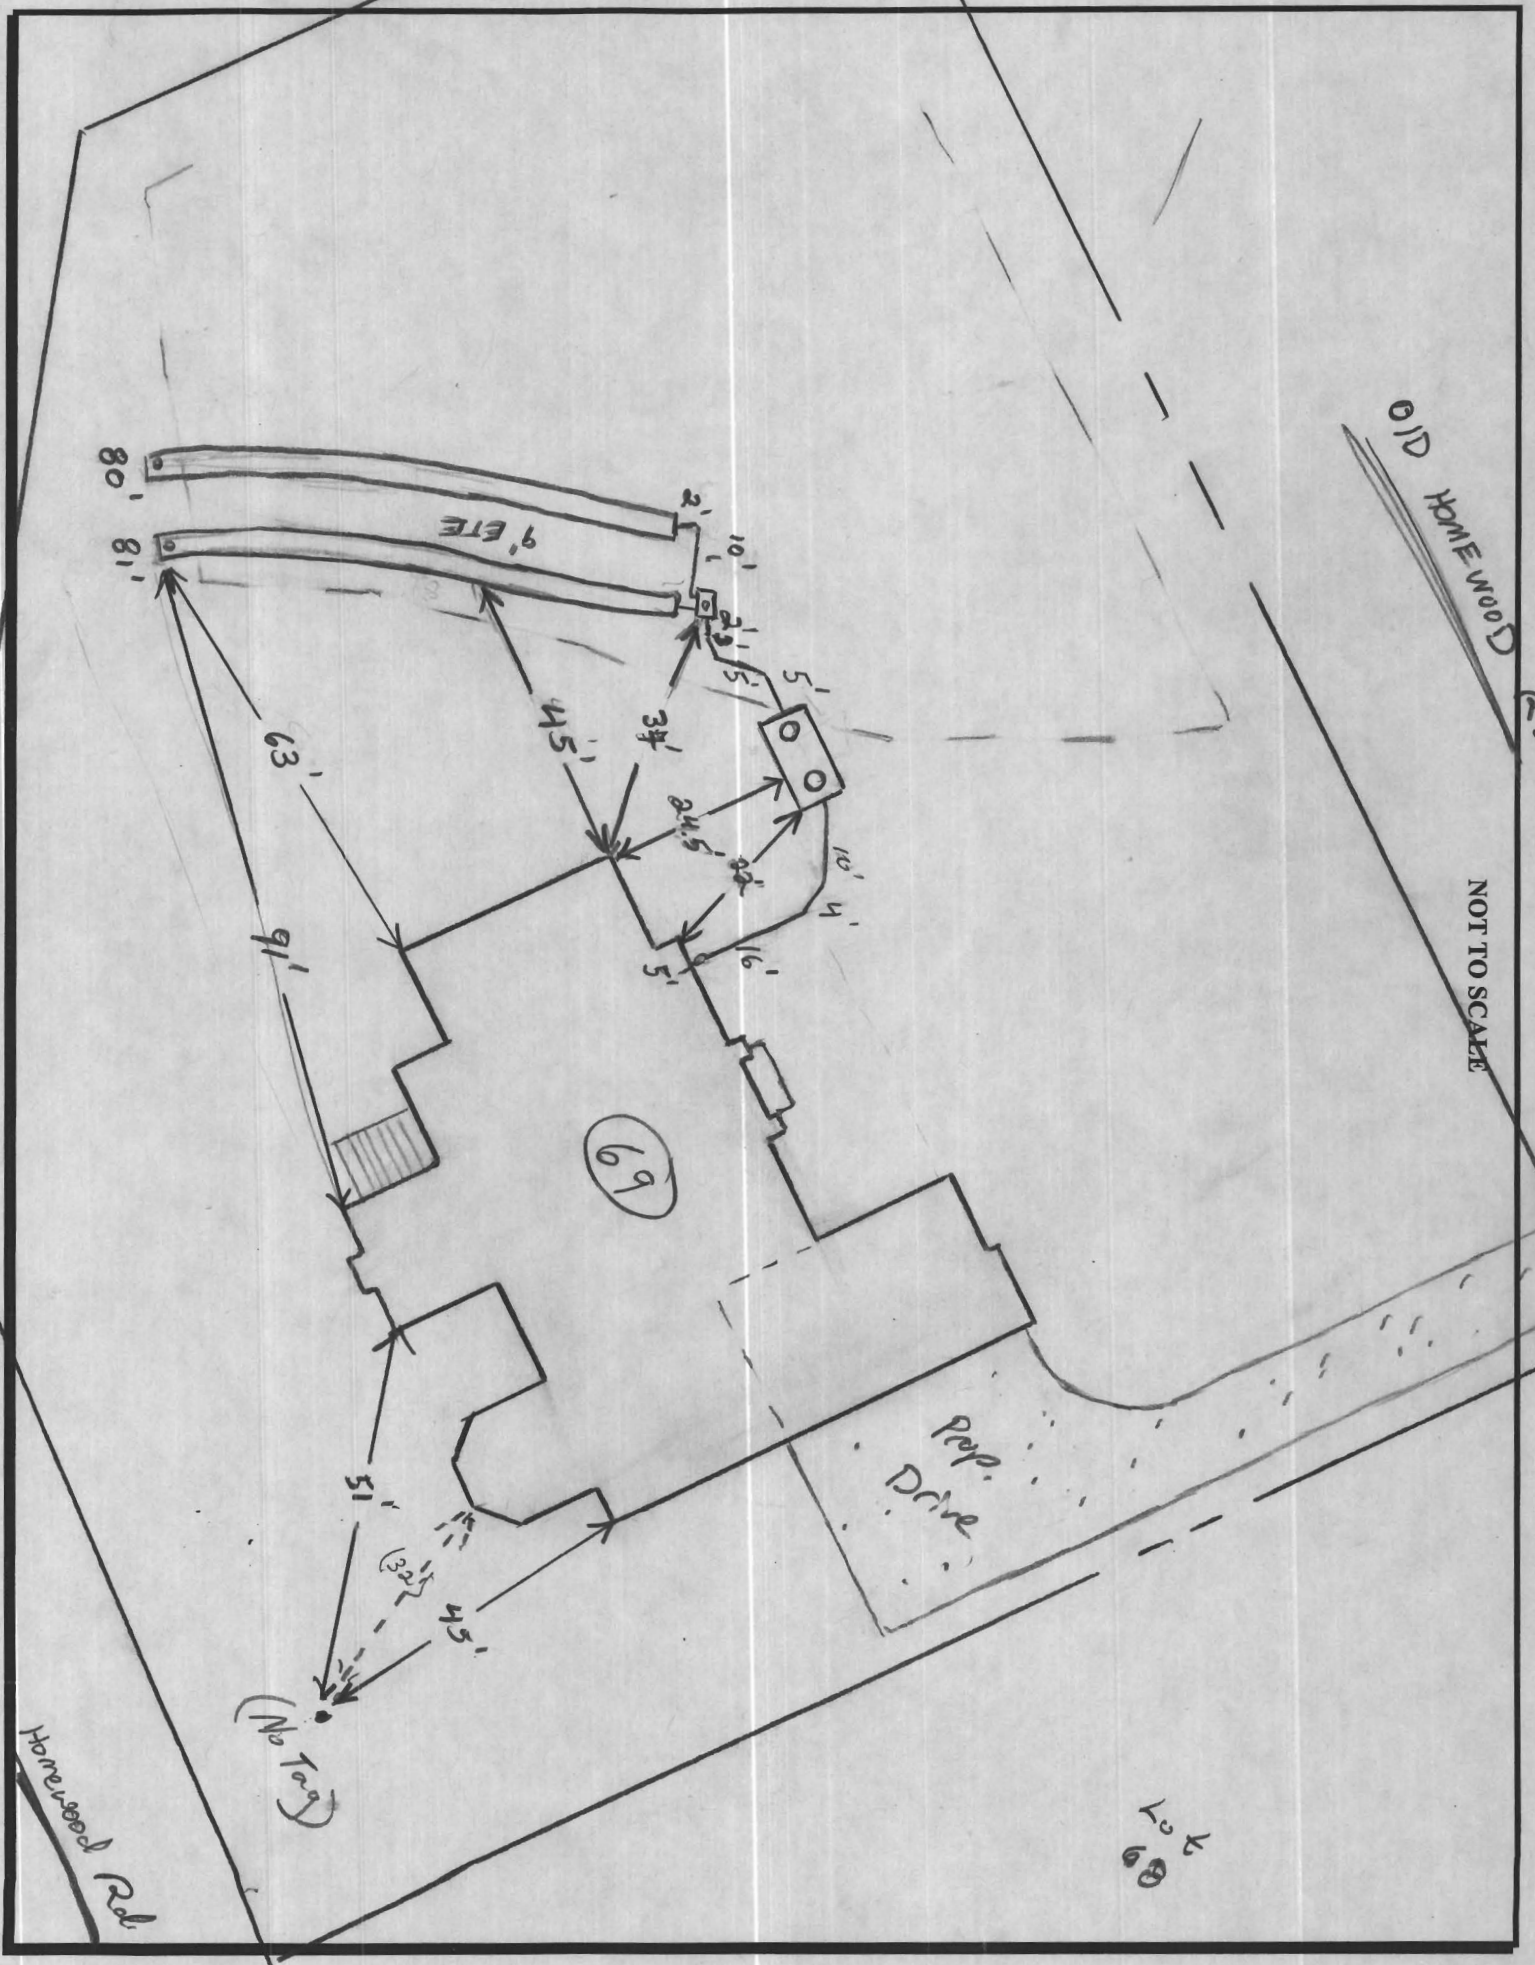 OLD HOMEWOOD
NOT TO SCALE
80'
81'
9' ETE
2'
10'
2'
5'
5'
63'
45'
34'
24.5'
22'
10'
4'
16'
5'
91'
69
Prop.
Drive
51'
(32')
45'
(No Tag)
Homewood Rd.
Lot
68